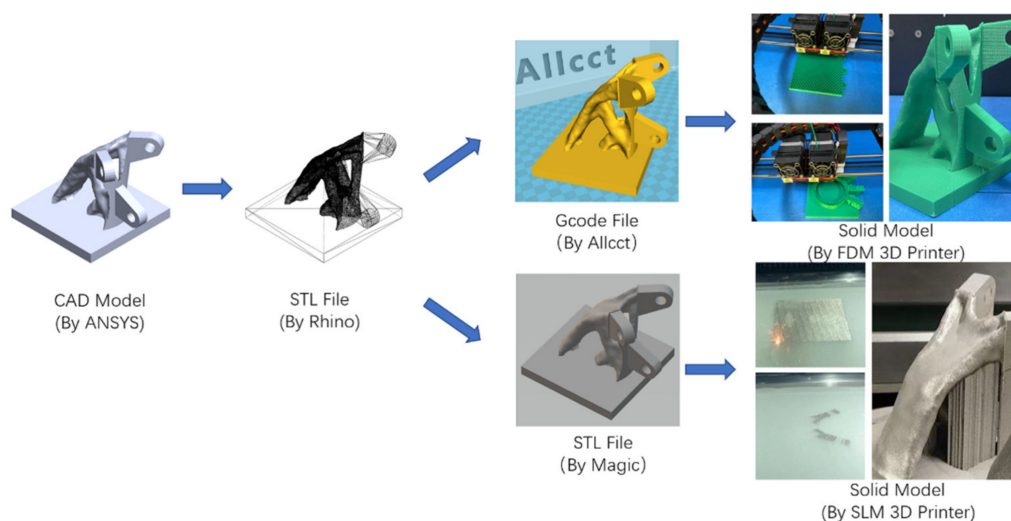 Allcct
CAD Model
(By ANSYS)
STL File
(By Rhino)
Gcode File
(By Allcct)
Solid Model
(By FDM 3D Printer)
STL File
(By Magic)
Solid Model
(By SLM 3D Printer)